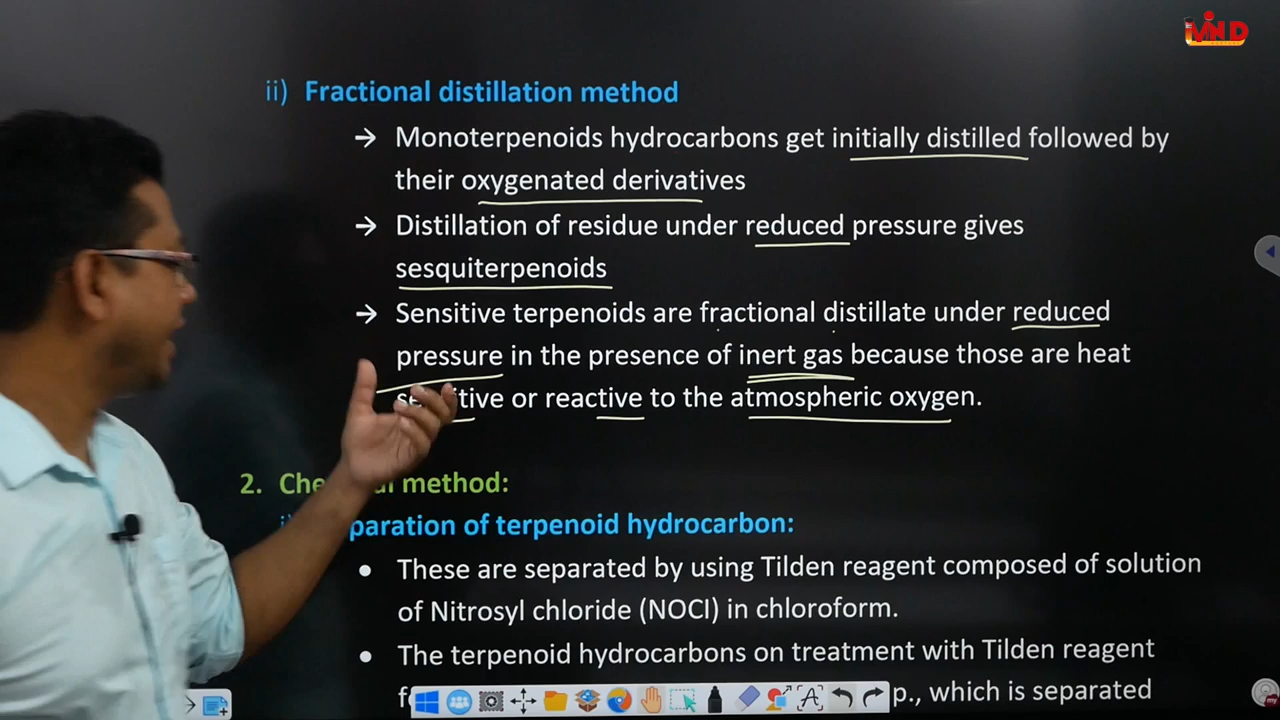 MIND
ii) Fractional distillation method
→ Monoterpenoids hydrocarbons get initially distilled followed by
their oxygenated derivatives
→ Distillation of residue under reduced pressure gives
sesquiterpenoids
→ Sensitive terpenoids are fractional distillate under reduced
pressure in the presence of inert gas because those are heat
or reactive to the atmospheric oxygen.
2. method:
of terpenoid hydrocarbon:
• These are separated by using Tilden reagent composed of solution
of Nitrosyl chloride (NOCI) in chloroform.
• The terpenoid hydrocarbons on treatment with Tilden reagent
p., which is separated